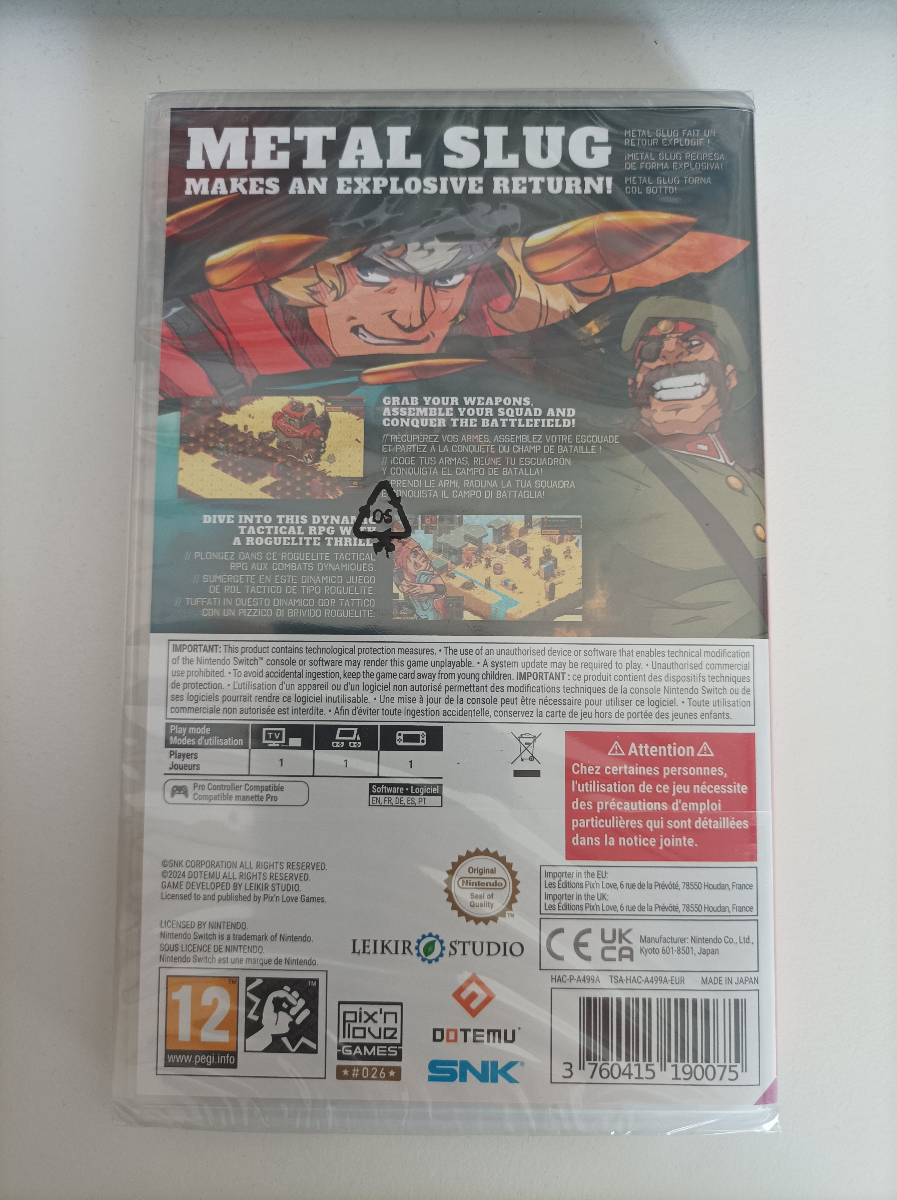 METAL SLUG
MAKES AN EXPLOSIVE RETURN!
METAL SLUG FAIT UN
RETOUR EXPLOSIF !
¡METAL SLUG REGRESA
DE FORMA EXPLOSIVA!
METAL SLUG TORNA
COL BOTTO!
GRAB YOUR WEAPONS,
ASSEMBLE YOUR SQUAD AND
CONQUER THE BATTLEFIELD!
// RÉCUPÉREZ VOS ARMES, ASSEMBLEZ VOTRE ESCOUADE
ET PARTEZ À LA CONQUÊTE DU CHAMP DE BATAILLE !
// ¡COGE TUS ARMAS, REÚNE TU ESCUADRÓN
Y CONQUISTA EL CAMPO DE BATALLA!
PRENDI LE ARMI, RADUNA LA TUA SQUADRA
E CONQUISTA IL CAMPO DI BATTAGLIA!
DIVE INTO THIS DYNAMIC
TACTICAL RPG WITH
A ROGUELITE THRILL
// PLONGEZ DANS CE ROGUELITE TACTICAL
RPG AUX COMBATS DYNAMIQUES.
// SUMÉRGETE EN ESTE DINÁMICO JUEGO
DE ROL TÁCTICO DE TIPO ROGUELITE.
// TUFFATI IN QUESTO DINAMICO GDR TATTICO
CON UN PIZZICO DI BRIVIDO ROGUELITE.
IMPORTANT: This product contains technological protection measures. • The use of an unauthorised device or software that enables technical modification
of the Nintendo Switch™ console or software may render this game unplayable. • A system update may be required to play. • Unauthorised commercial
use prohibited. • To avoid accidental ingestion, keep the game card away from young children. IMPORTANT : ce produit contient des dispositifs techniques
de protection. • L'utilisation d'un appareil ou d'un logiciel non autorisé permettant des modifications techniques de la console Nintendo Switch ou de
ses logiciels pourrait rendre ce logiciel inutilisable. • Une mise à jour de la console peut être nécessaire pour utiliser ce logiciel. • Toute utilisation
commerciale non autorisée est interdite. • Afin d'éviter toute ingestion accidentelle, conservez la carte de jeu hors de portée des jeunes enfants.
Play mode
Modes d'utilisation
TV
Players
Joueurs
1 1 1
Pro Controller Compatible
Compatible manette Pro
Software • Logiciel
EN, FR, DE, ES, PT
⚠ Attention ⚠
Chez certaines personnes,
l'utilisation de ce jeu nécessite
des précautions d'emploi
particulières qui sont détaillées
dans la notice jointe.
©SNK CORPORATION ALL RIGHTS RESERVED.
©2024 DOTEMU ALL RIGHTS RESERVED.
GAME DEVELOPED BY LEIKIR STUDIO.
Licensed to and published by Pix'n Love Games.
LICENSED BY NINTENDO.
Nintendo Switch is a trademark of Nintendo.
SOUS LICENCE DE NINTENDO.
Nintendo Switch est une marque de Nintendo.
Original
Nintendo
Seal of
Quality
™
Importer in the EU:
Les Éditions Pix'n Love, 6 rue de la Prévôté, 78550 Houdan, France
Importer in the UK:
Les Éditions Pix'n Love, 6 rue de la Prévôté, 78550 Houdan, France
LEIKIR STUDIO
CE UK CA
Manufacturer: Nintendo Co., Ltd.,
Kyoto 601-8501, Japan
HAC-P-A499A TSA-HAC-A499A-EUR MADE IN JAPAN
12
www.pegi.info
pix'n
love
GAMES
★#026★
DOTEMU
SNK
3 760415 190075